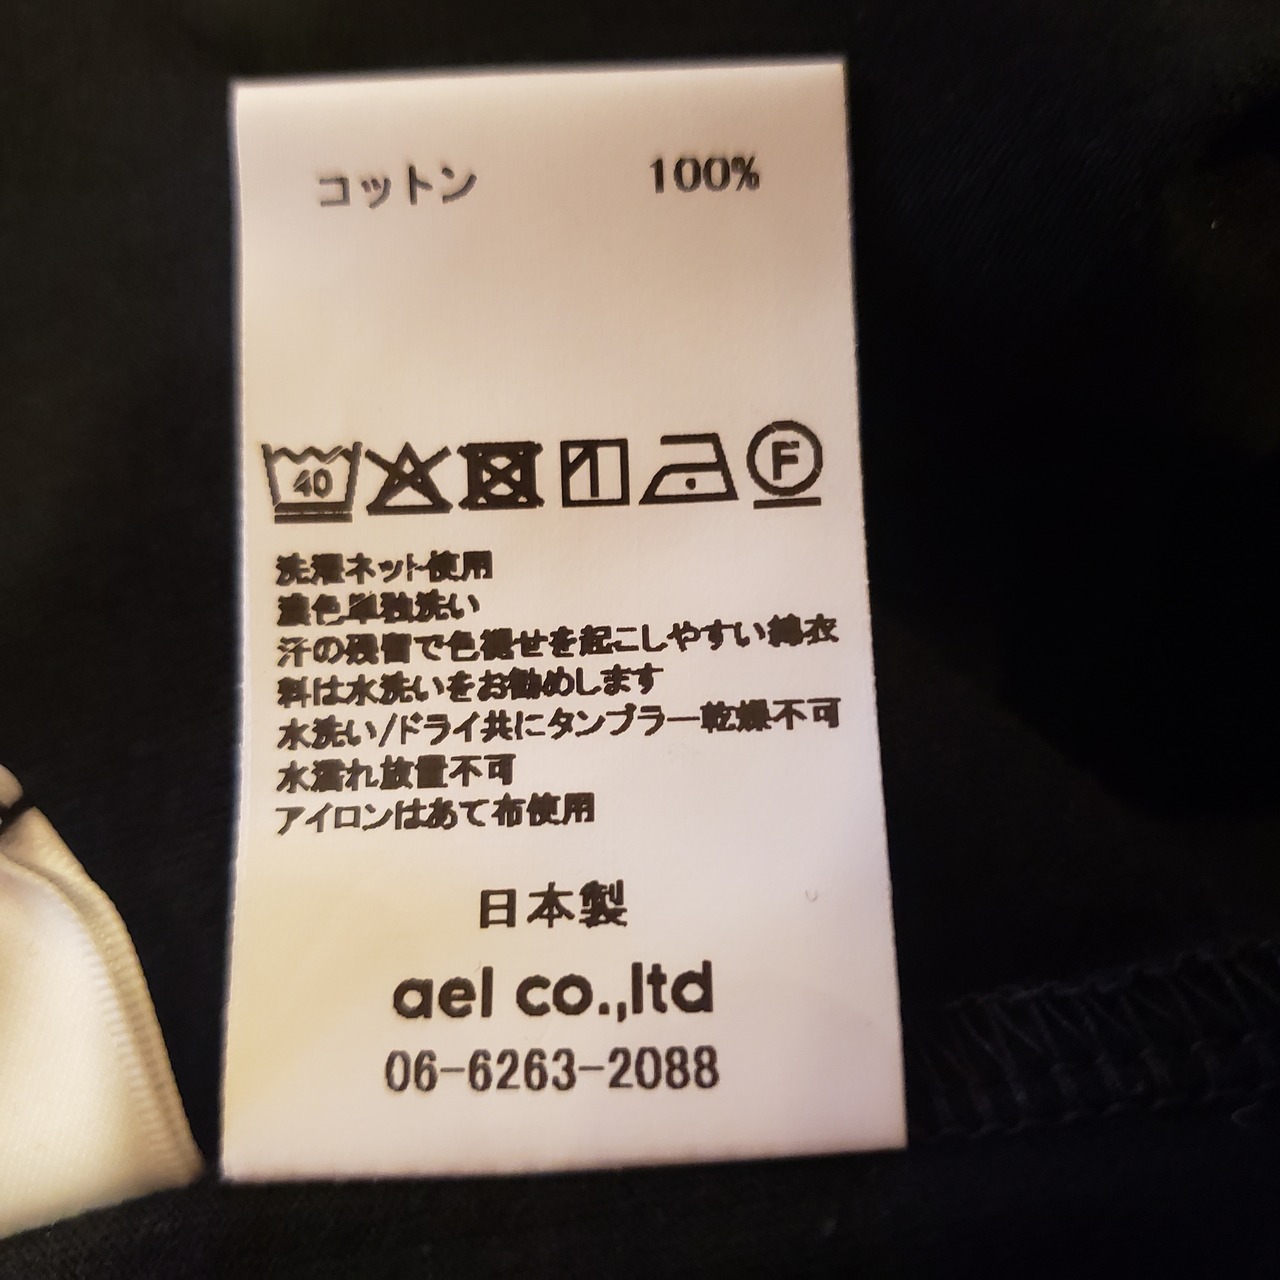 コットン 100%
40
F
洗濯ネット使用
濃色単独洗い
汗の残留で色褪せを起こしやすい綿衣
料は水洗いをお勧めします
水洗い/ドライ共にタンブラー乾燥不可
水濡れ放置不可
アイロンはあて布使用
日本製
ael co.,ltd
06-6263-2088